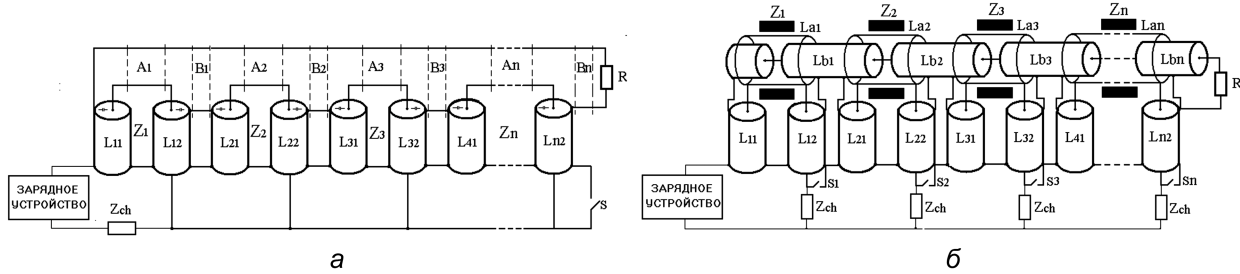 A1 B1 A2 B2 A3 B3 An Bn
R
L11 Z1 L12 L21 Z2 L22 L31 Z3 L32 L41 Zn Ln2
ЗАРЯДНОЕ
УСТРОЙСТВО
Zch
S
а
Z1 Z2 Z3 Zn
La1 La2 La3 Lan
Lb1 Lb2 Lb3 Lbn
R
L11 L12 L21 L22 L31 L32 L41 Ln2
S1 S2 S3 Sn
ЗАРЯДНОЕ
УСТРОЙСТВО
Zch Zch Zch Zch
б